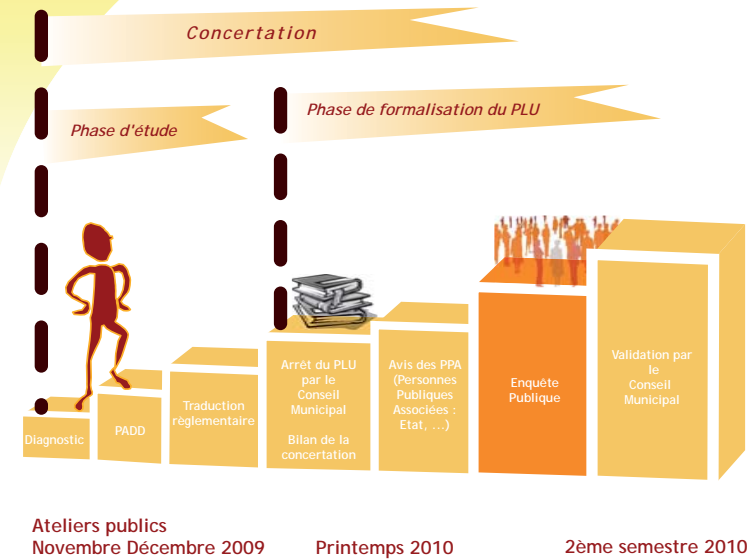 Concertation
Phase d'étude
Phase de formalisation du PLU
Diagnostic
PADD
Traduction
règlementaire
Arrêt du PLU
par le
Conseil
Municipal
Bilan de la
concertation
Avis des PPA
(Personnes
Publiques
Associées :
Etat, ...)
Enquête
Publique
Validation par
le
Conseil
Municipal
Ateliers publics
Novembre Décembre 2009
Printemps 2010
2ème semestre 2010